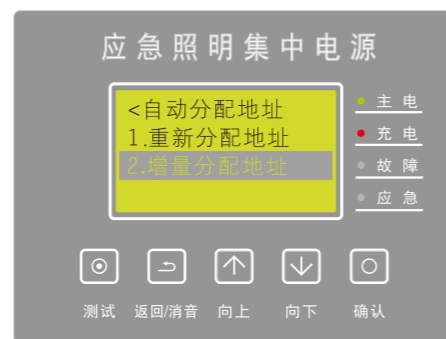 应急照明集中电源
<自动分配地址
1.重新分配地址
2.增量分配地址
主电
充电
故障
应急
测试 返回/消音 向上 向下 确认